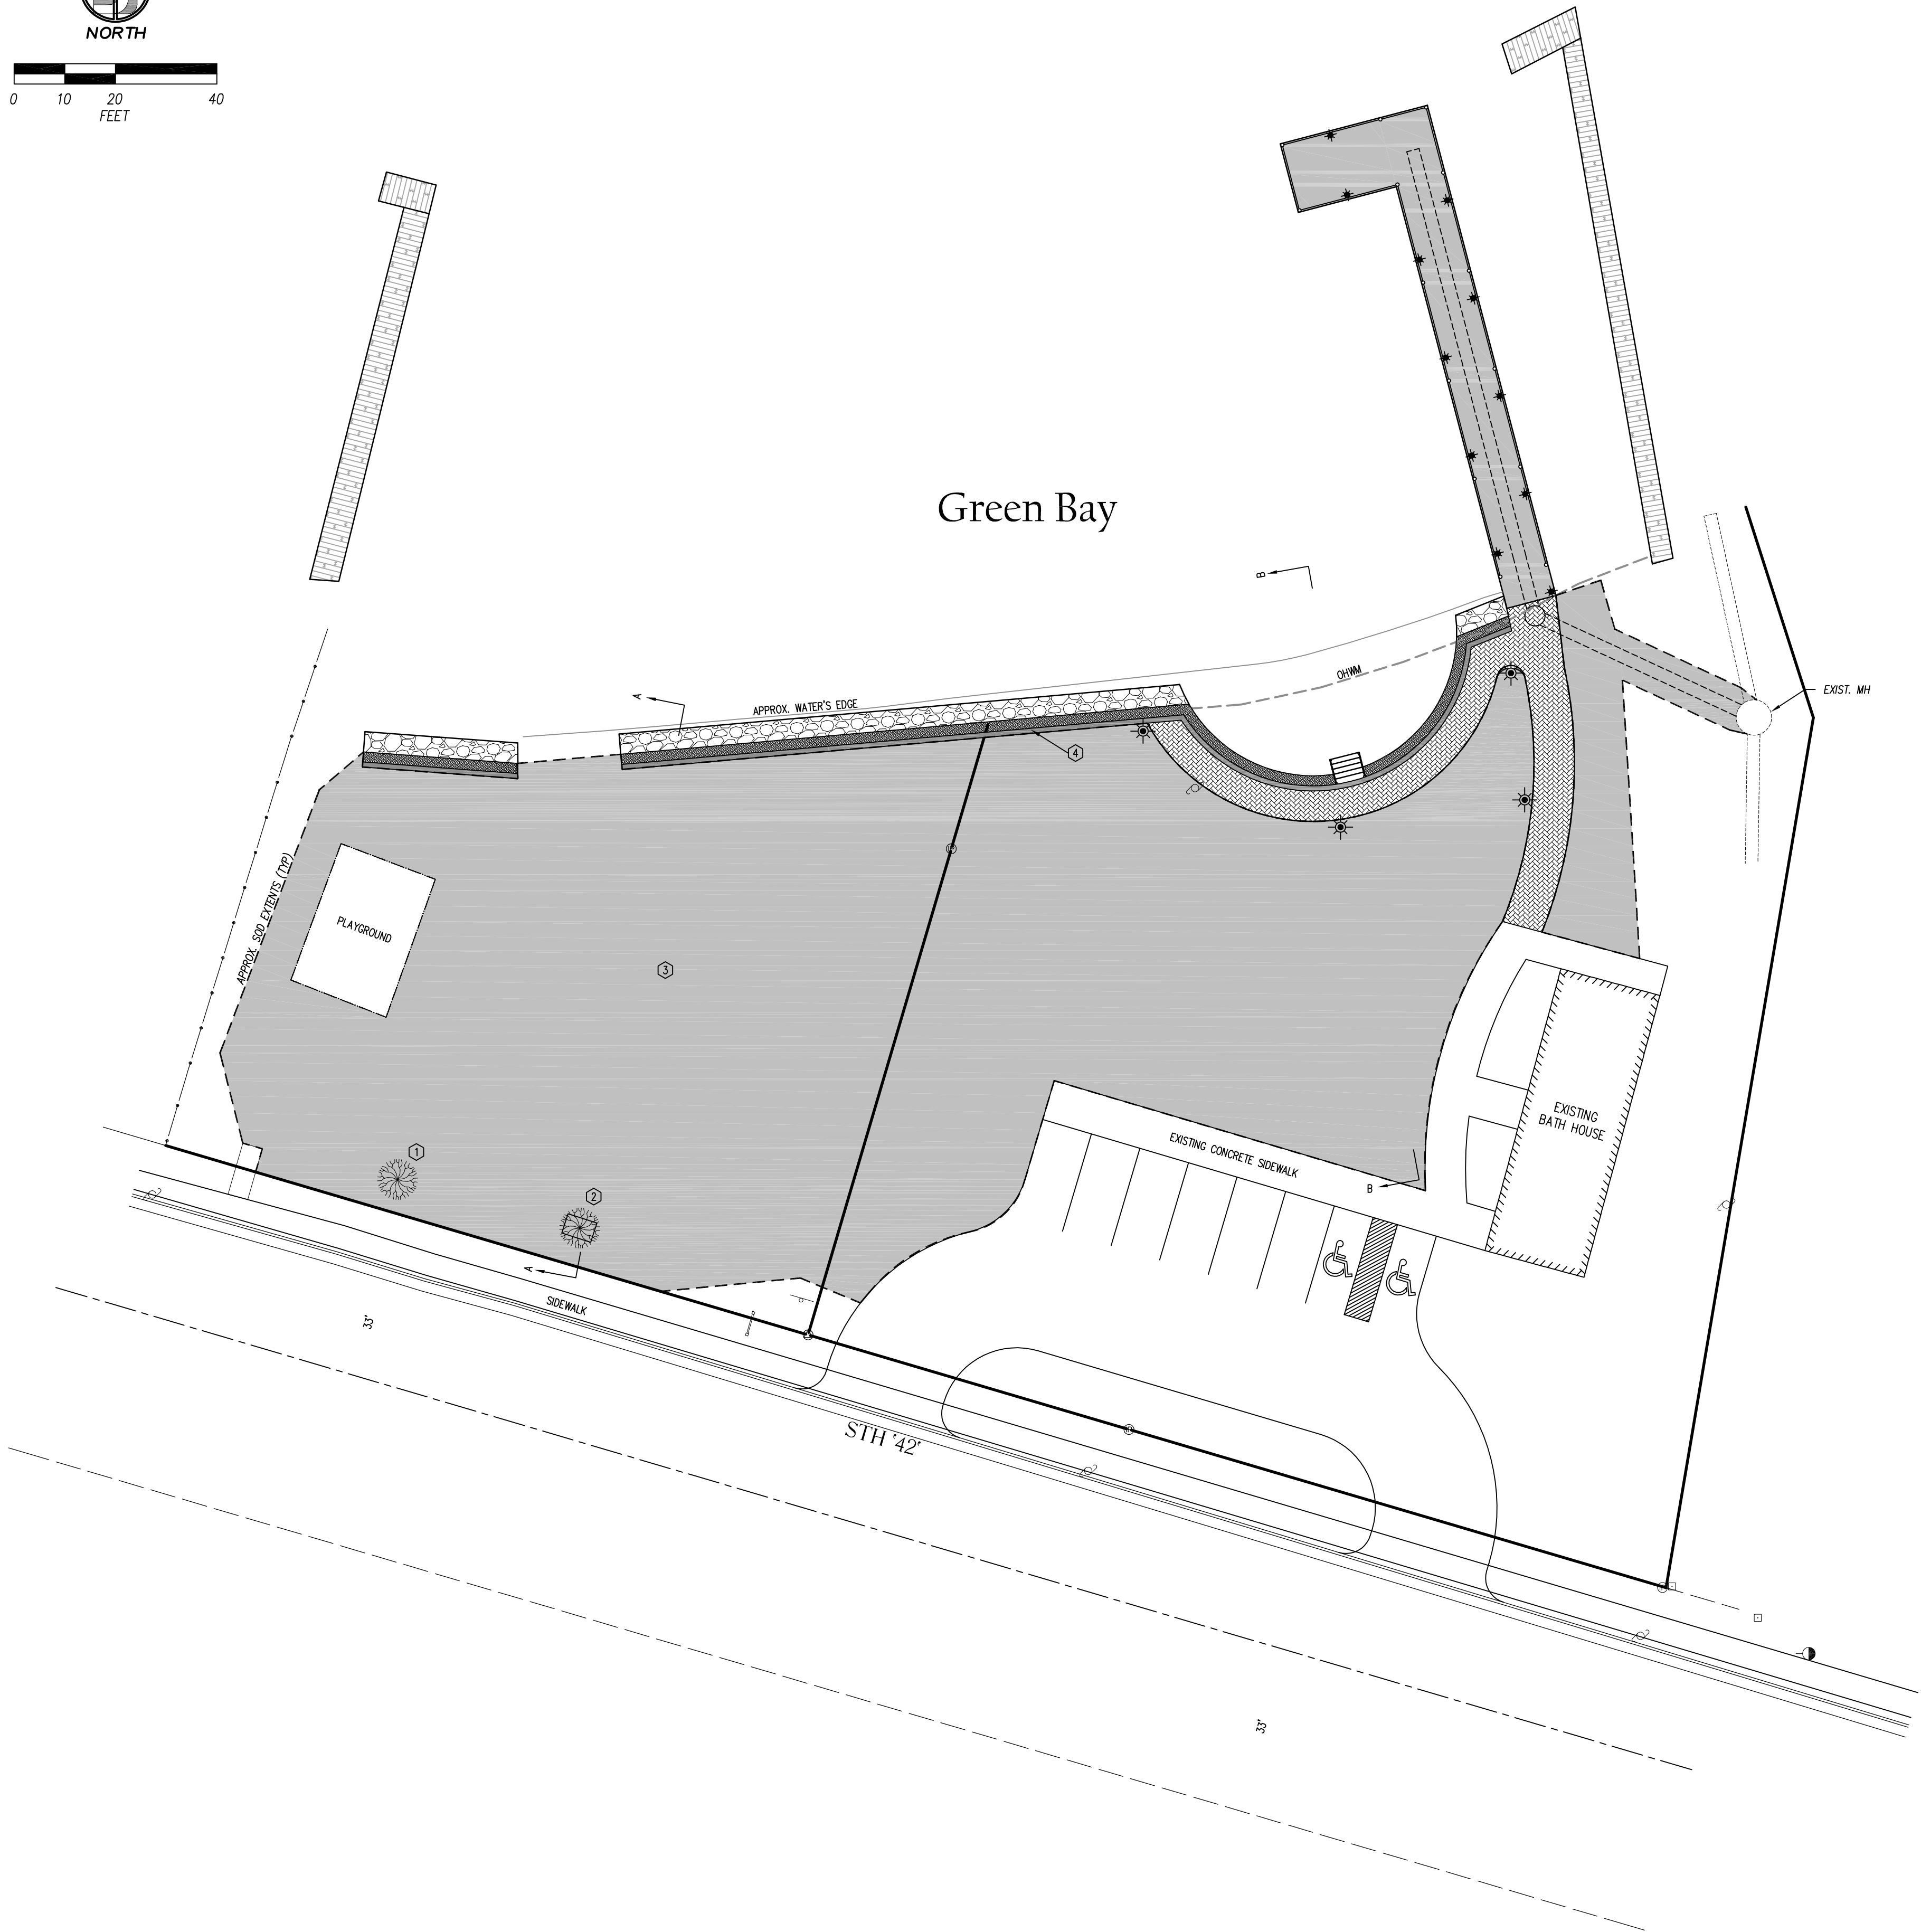 NORTH
0 10 20 40
FEET
Green Bay
B
OHWM
A
APPROX. WATER'S EDGE
EXIST. MH
4
APPROX. SOD EXTENTS (TYP)
PLAYGROUND
3
EXISTING
BATH HOUSE
1
EXISTING CONCRETE SIDEWALK
B
2
A
SIDEWALK
33'
STH '42'
33'